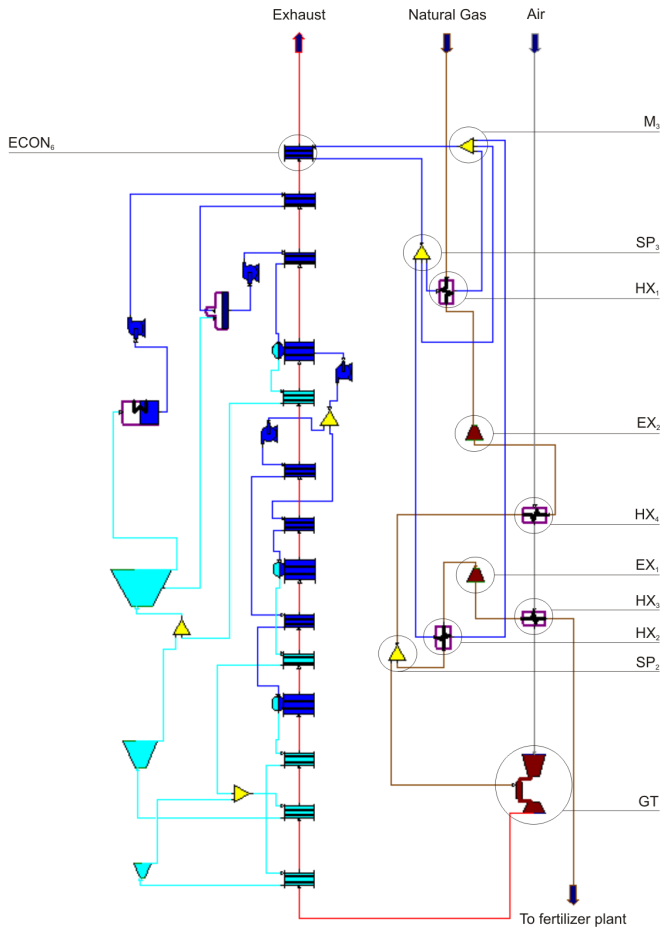 Exhaust
Natural Gas
Air
M₃
ECON₆
SP₃
HX₁
EX₂
HX₄
EX₁
HX₃
HX₂
SP₂
GT
To fertilizer plant